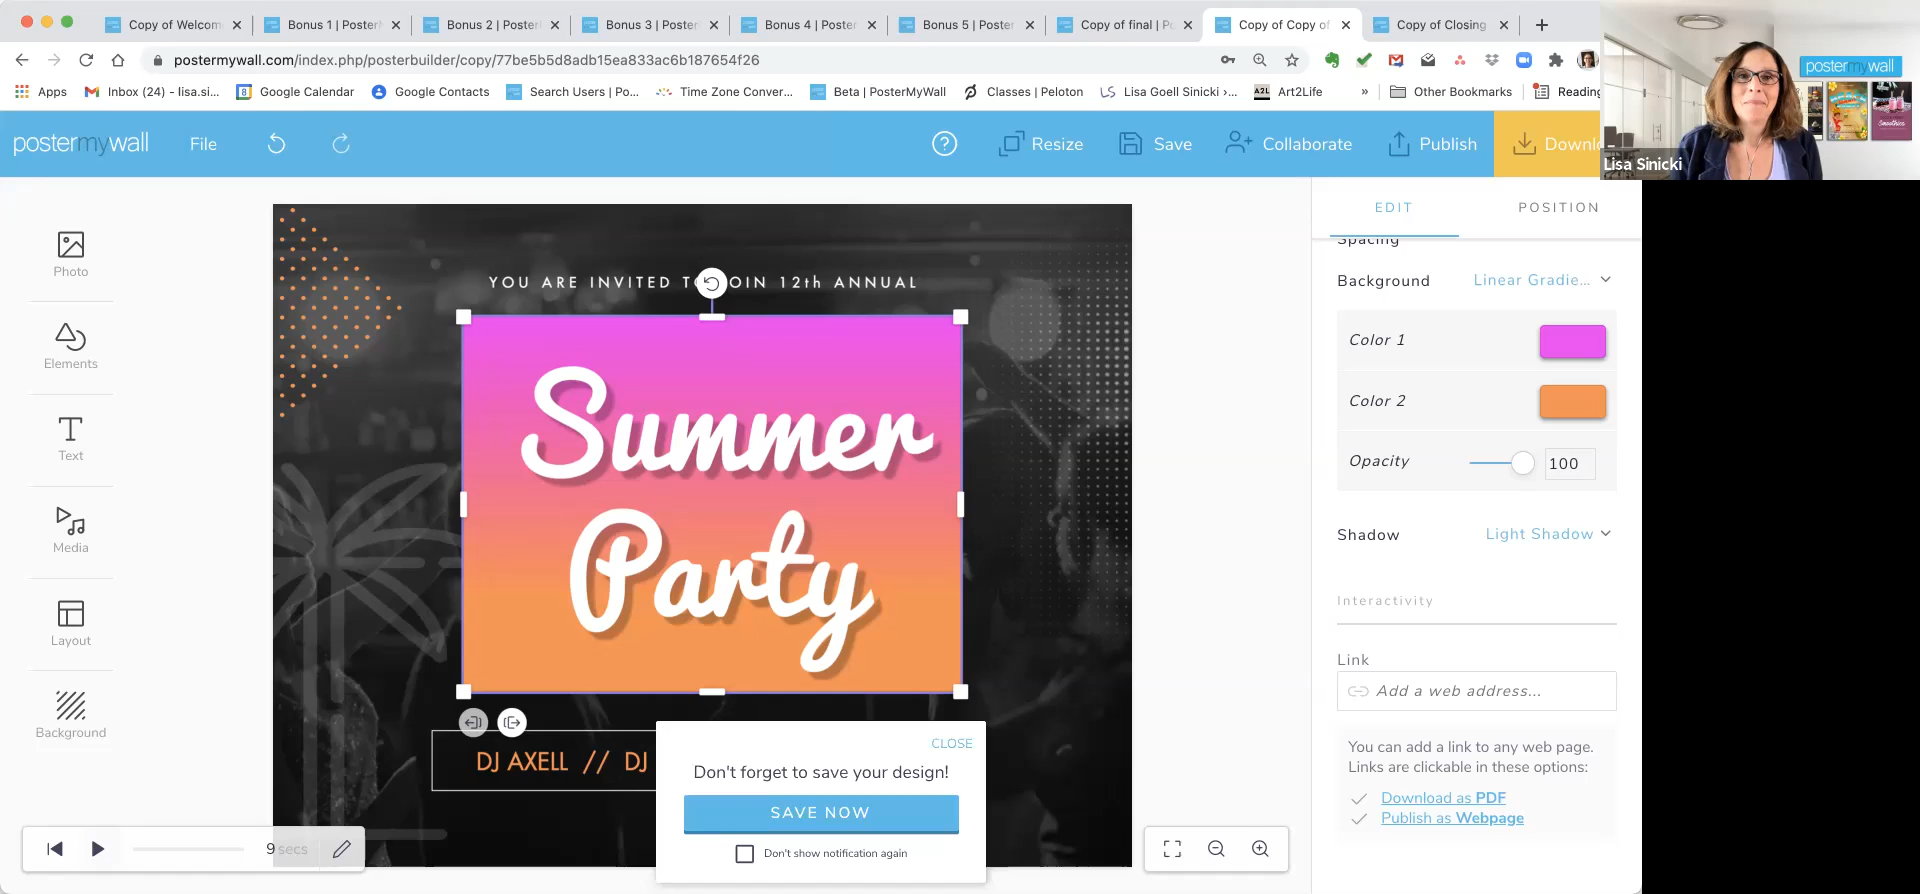 Copy of Welcom
Bonus 1 | Poster
Bonus 2 | Poster
Bonus 3 | Poster
Bonus 4 | Poster
Bonus 5 | Poster
Copy of final | Po
Copy of Copy of
Copy of Closing
postermywall.com/index.php/posterbuilder/copy/77be5b5d8adb15ea833ac6b187654f26
Apps
Inbox (24) - lisa.si...
Google Calendar
Google Contacts
Search Users | Po...
Time Zone Conver...
Beta | PosterMyWall
Classes | Peloton
Lisa Goell Sinicki ›...
Art2Life
»
Other Bookmarks
Reading
postermywall
File
Resize
Save
Collaborate
Publish
Downl
postermywall
Smoothies
Lisa Sinicki
Photo
Elements
Text
Media
Layout
Background
YOU ARE INVITED TO JOIN 12th ANNUAL
Summer
Party
DJ AXELL // DJ
9 secs
CLOSE
Don't forget to save your design!
SAVE NOW
Don't show notification again
EDIT
POSITION
Spacing
Background
Linear Gradie...
Color 1
Color 2
Opacity
100
Shadow
Light Shadow
Interactivity
Link
Add a web address...
You can add a link to any web page.
Links are clickable in these options:
Download as PDF
Publish as Webpage